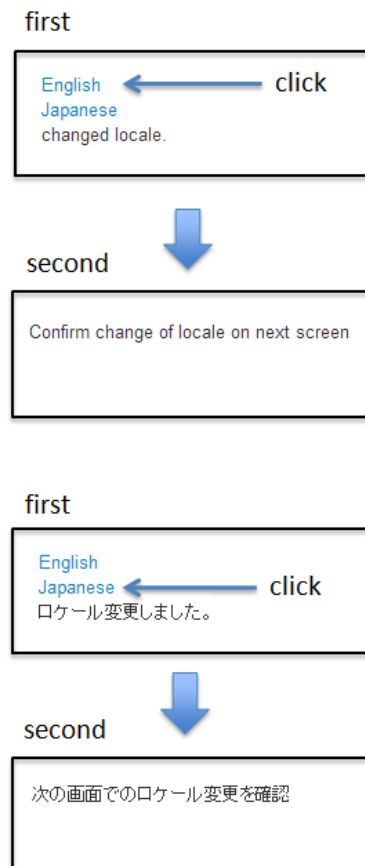 first
English
click
Japanese
changed locale.
second
Confirm change of locale on next screen
first
English
Japanese
click
ロケール変更しました。
second
次の画面でのロケール変更を確認